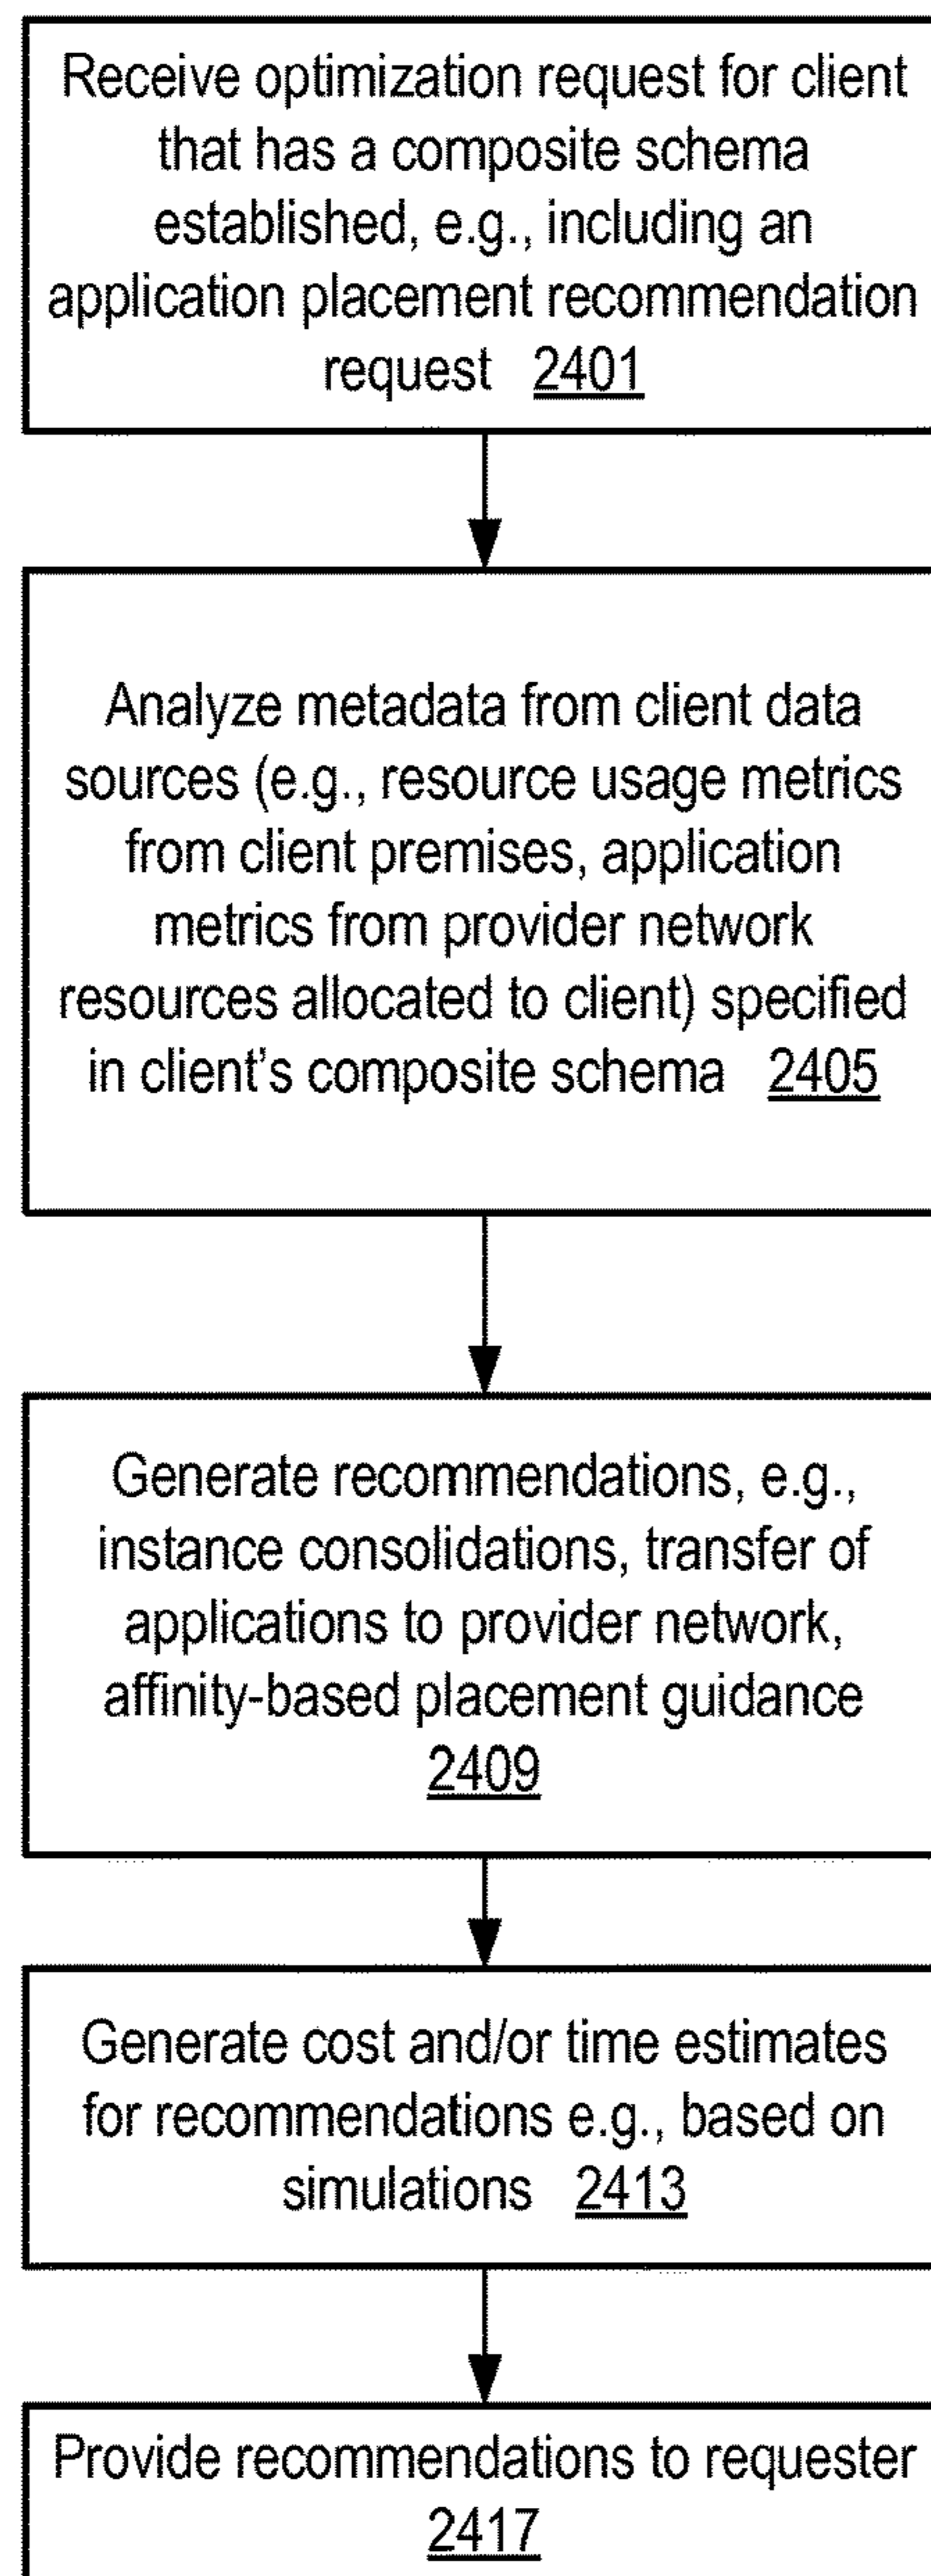 Receive optimization request for client
that has a composite schema
established, e.g., including an
application placement recommendation
request 2401
Analyze metadata from client data
sources (e.g., resource usage metrics
from client premises, application
metrics from provider network
resources allocated to client) specified
in client's composite schema 2405
Generate recommendations, e.g.,
instance consolidations, transfer of
applications to provider network,
affinity-based placement guidance
2409
Generate cost and/or time estimates
for recommendations e.g., based on
simulations 2413
Provide recommendations to requester
2417